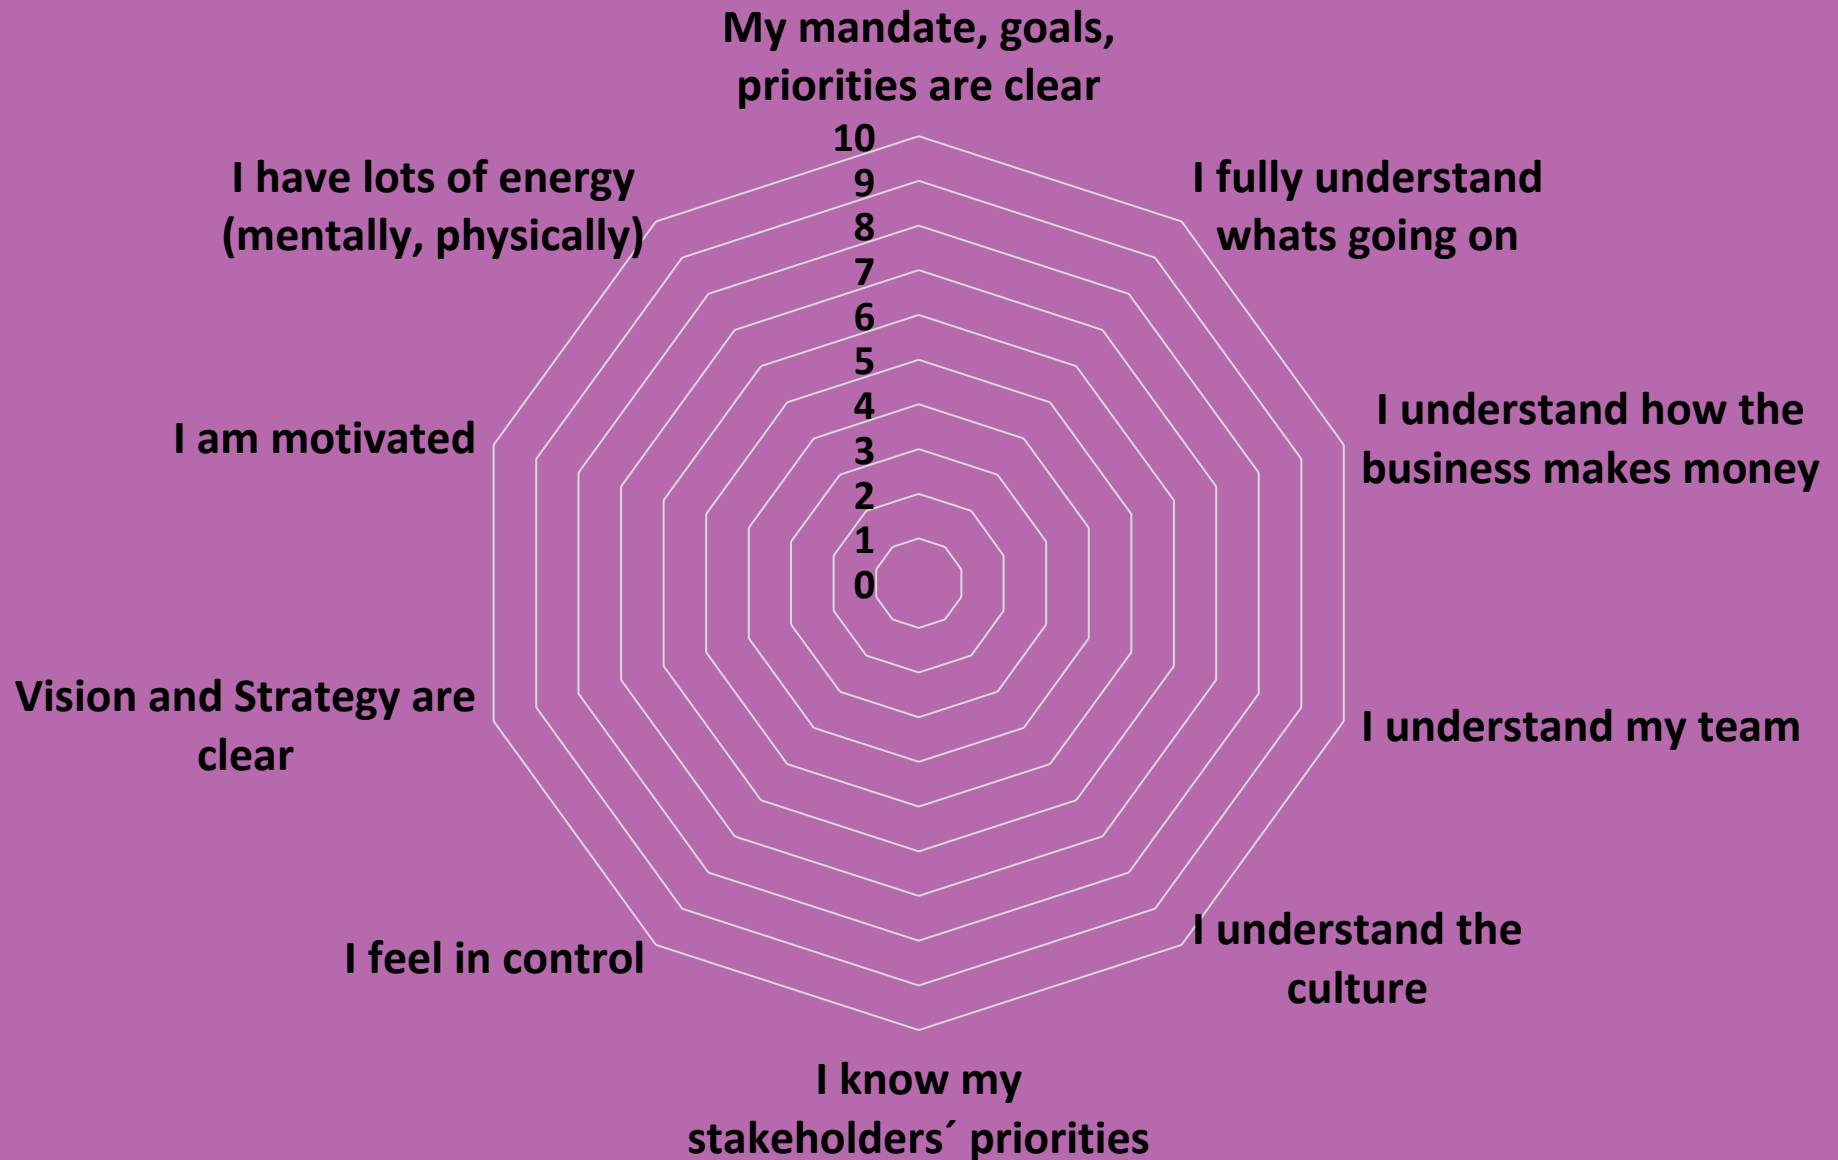 My mandate, goals,
priorities are clear
I fully understand
whats going on
I understand how the
business makes money
I understand my team
I understand the
culture
I know my
stakeholders´ priorities
I feel in control
Vision and Strategy are
clear
I am motivated
I have lots of energy
(mentally, physically)
10
9
8
7
6
5
4
3
2
1
0